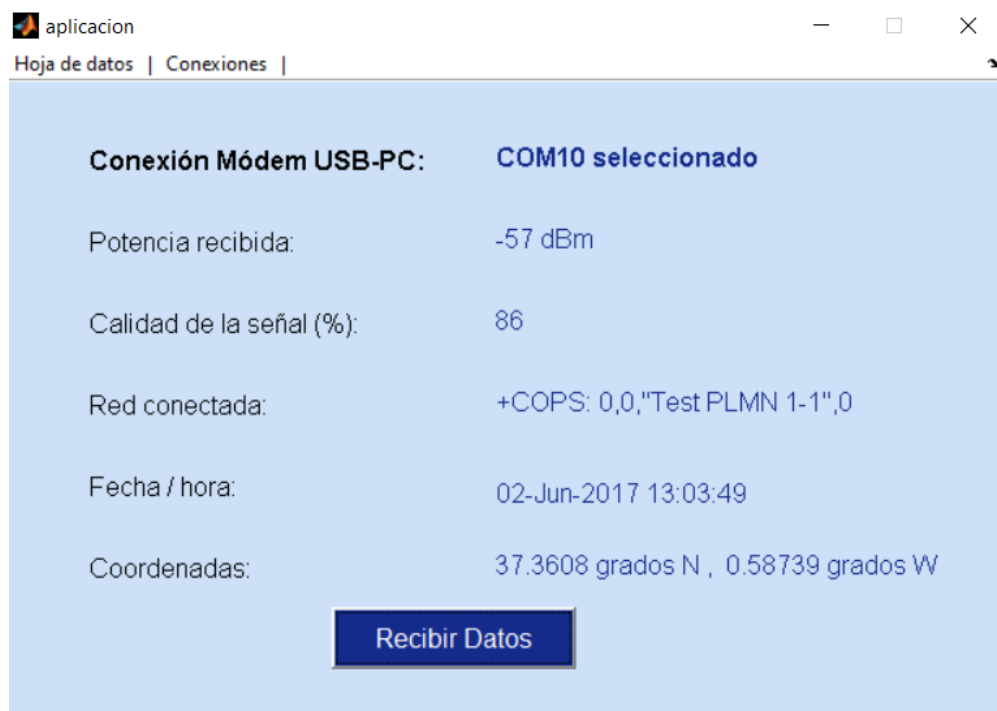 aplicacion
Hoja de datos | Conexiones |
Conexión Módem USB-PC: COM10 seleccionado
Potencia recibida: -57 dBm
Calidad de la señal (%): 86
Red conectada: +COPS: 0,0,"Test PLMN 1-1",0
Fecha / hora: 02-Jun-2017 13:03:49
Coordenadas: 37.3608 grados N , 0.58739 grados W
Recibir Datos